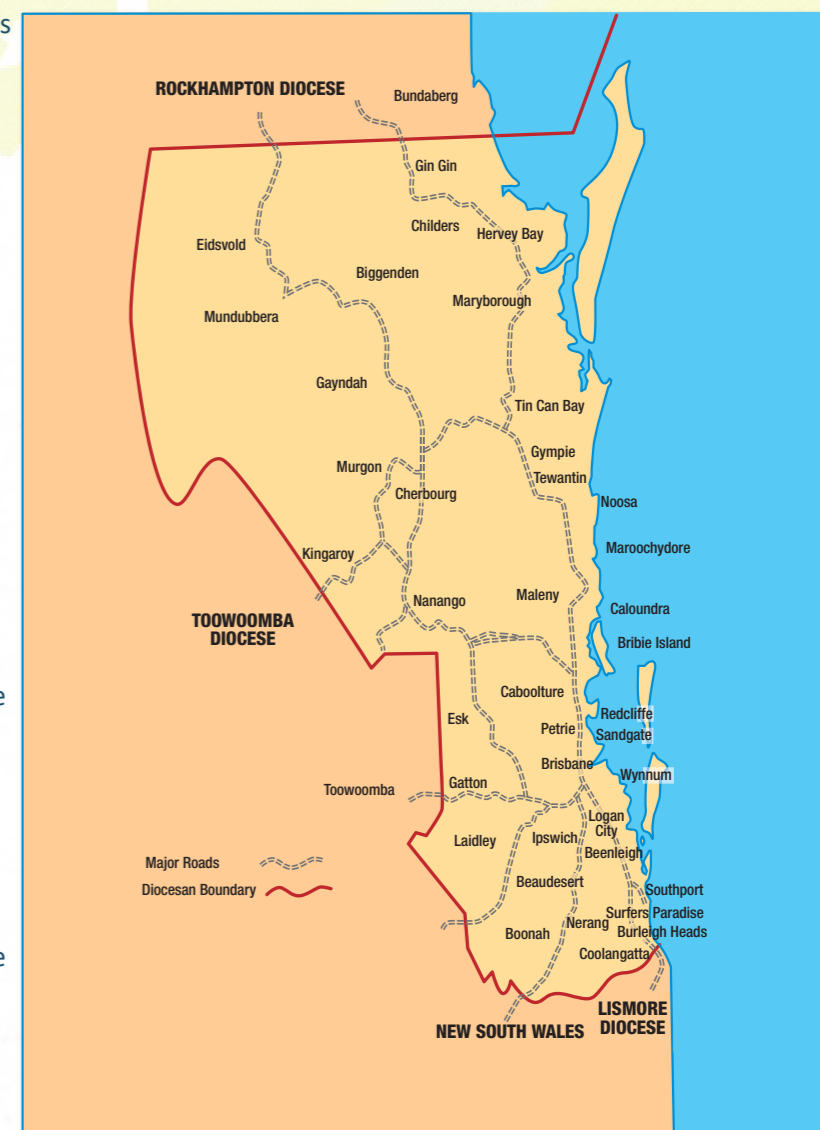 s
ROCKHAMPTON DIOCESE
Bundaberg
Gin Gin
Childers
Hervey Bay
Eidsvold
Biggenden
Maryborough
Mundubbera
Gayndah
Tin Can Bay
Gympie
Murgon
Tewantin
Cherbourg
Noosa
Maroochydore
Kingaroy
Maleny
Nanango
Caloundra
TOOWOOMBA
DIOCESE
Bribie Island
Caboolture
e
Redcliffe
Esk
Petrie
Sandgate
Brisbane
Wynnum
Gatton
Toowoomba
Logan
City
Laidley
Ipswich
Beenleigh
Major Roads
Beaudesert
Diocesan Boundary
Southport
Surfers Paradise
Nerang
Burleigh Heads
Boonah
Coolangatta
e
LISMORE
DIOCESE
NEW SOUTH WALES